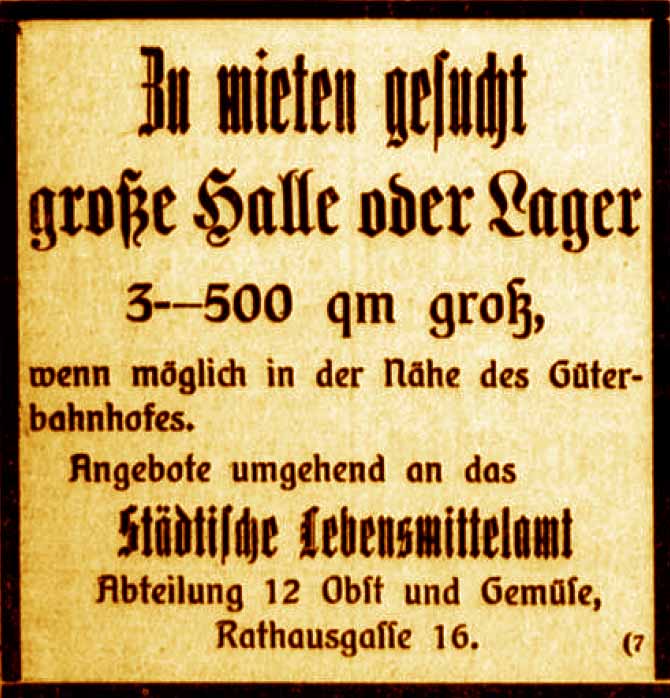 Zu mieten gesucht
große Halle oder Lager
3-–500 qm groß,
wenn möglich in der Nähe des Güter-
bahnhofes.
Angebote umgehend an das
Städtiſche Lebensmittelamt
Abteilung 12 Obſt und Gemüſe,
Rathausgaſſe 16.
(7